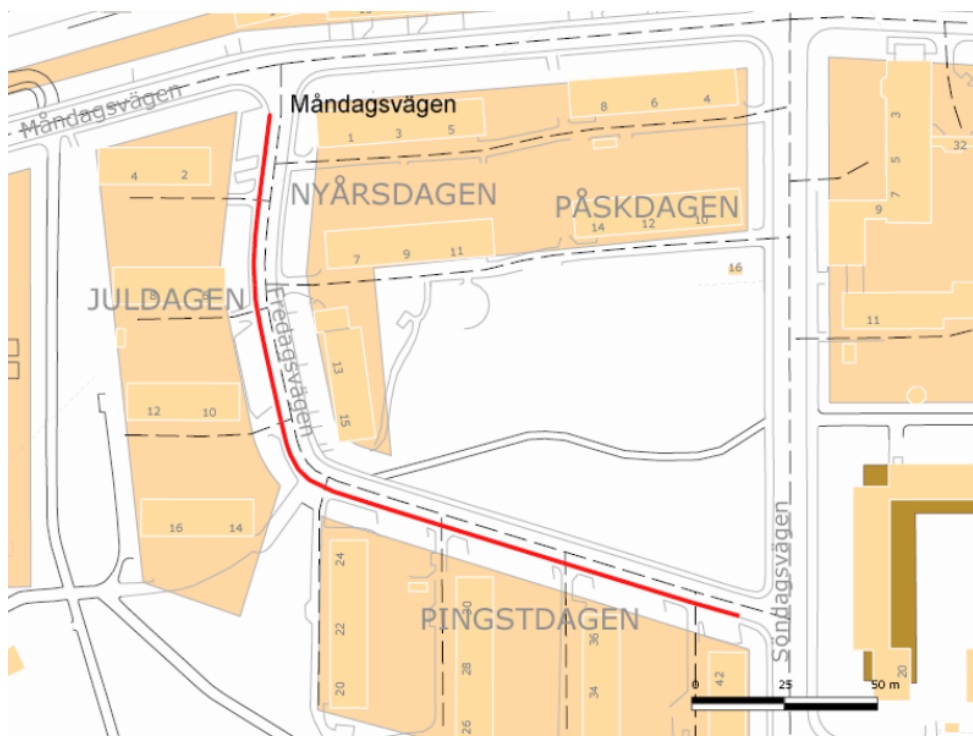 Måndagsvägen
Måndagsvägen
1 3 5
8 6 4
3
5
7
9
32
4 2
NYÅRSDAGEN
PÅSKDAGEN
14 12 10
7 9 11
16
11
JULDAGEN
8 6
Fredagsvägen
13
15
12 10
16 14
Söndagsvägen
24
22
20
PINGSTDAGEN
30
28
26
36
34
42
20
0 25 50 m